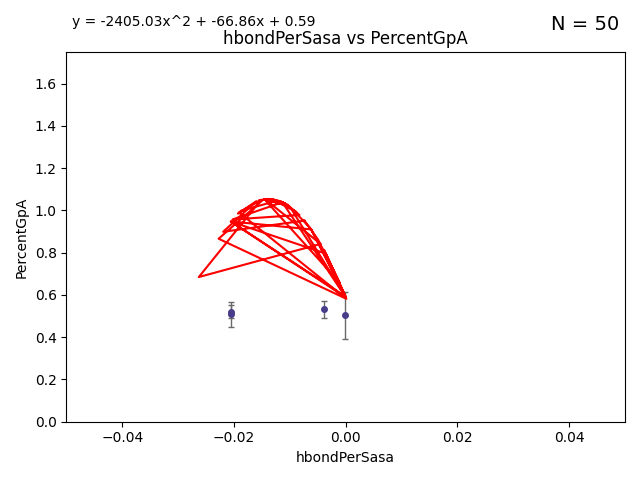 y = -2405.03x^2 + -66.86x + 0.59
N = 50
hbondPerSasa vs PercentGpA
1.6
1.4
1.2
1.0
0.8
0.6
0.4
0.2
0.0
PercentGpA
−0.04
−0.02
0.00
0.02
0.04
hbondPerSasa